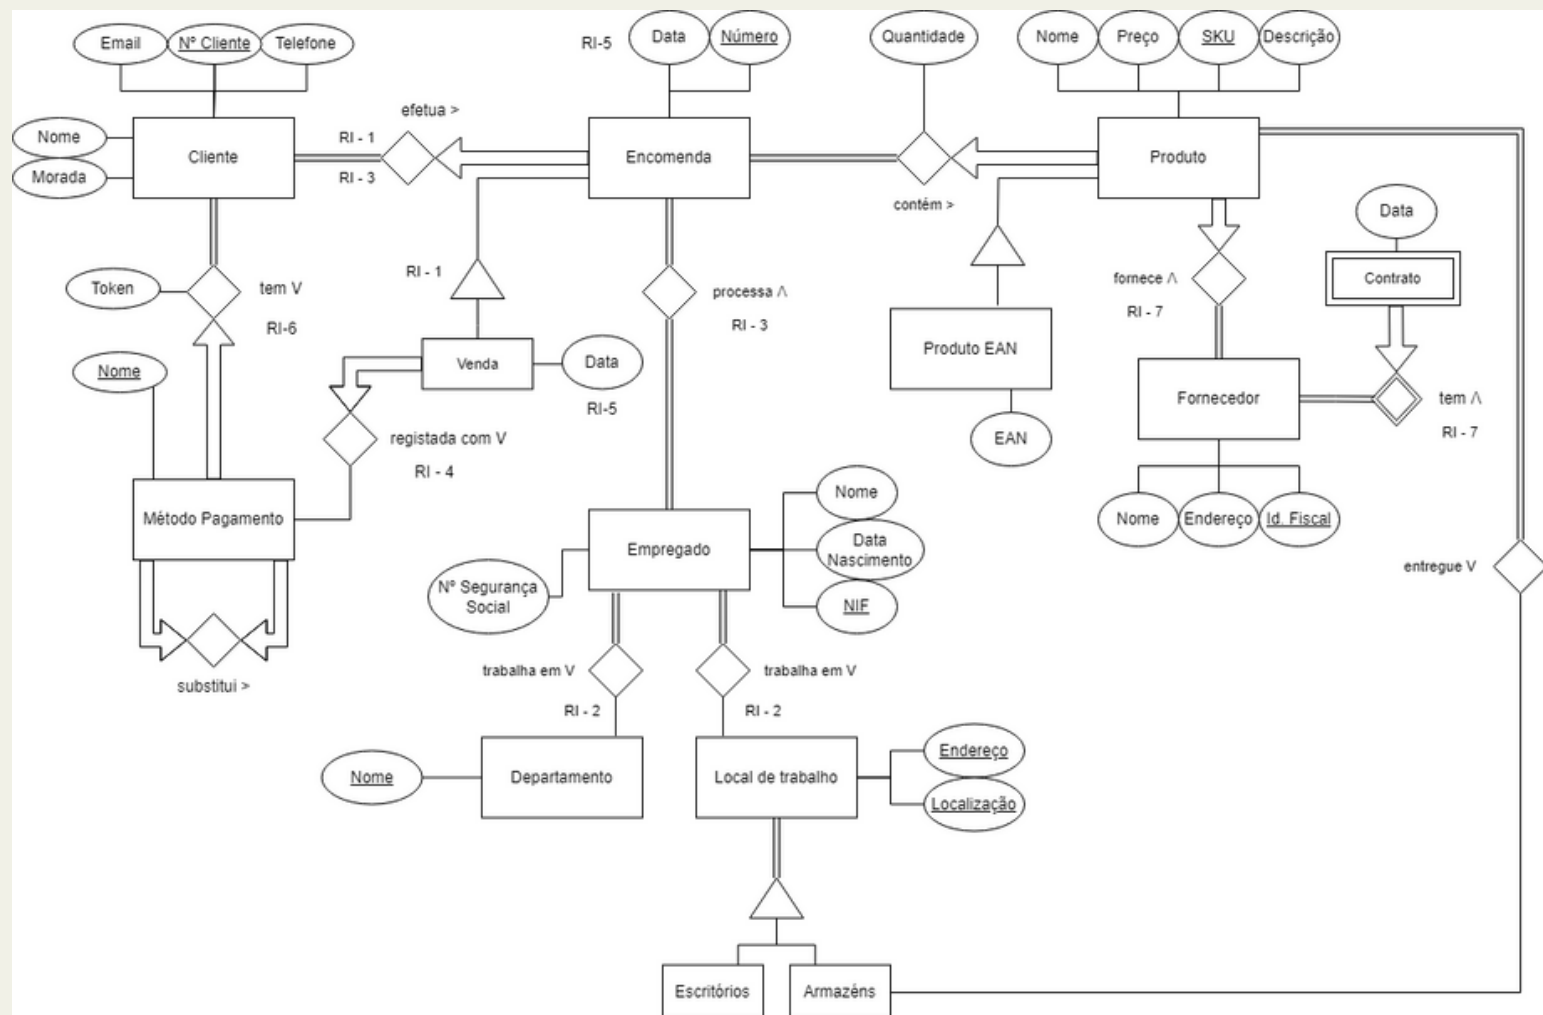 Email
Nº Cliente
Telefone
RI-5
Data
Número
Quantidade
Nome
Preço
SKU
Descrição
efetua >
Nome
Morada
Cliente
RI - 1
RI - 3
Encomenda
Produto
contém >
Data
Token
tem V
RI-6
RI - 1
processa Λ
RI - 3
fornece Λ
RI - 7
Contrato
Nome
Venda
Data
RI-5
Produto EAN
Fornecedor
tem Λ
RI - 7
registada com V
RI - 4
EAN
Método Pagamento
Nome
Endereço
Id. Fiscal
Empregado
Nome
Data
Nascimento
NIF
Nº Segurança
Social
entregue V
substitui >
trabalha em V
RI - 2
trabalha em V
RI - 2
Nome
Departamento
Local de trabalho
Endereço
Localização
Escritórios
Armazéns